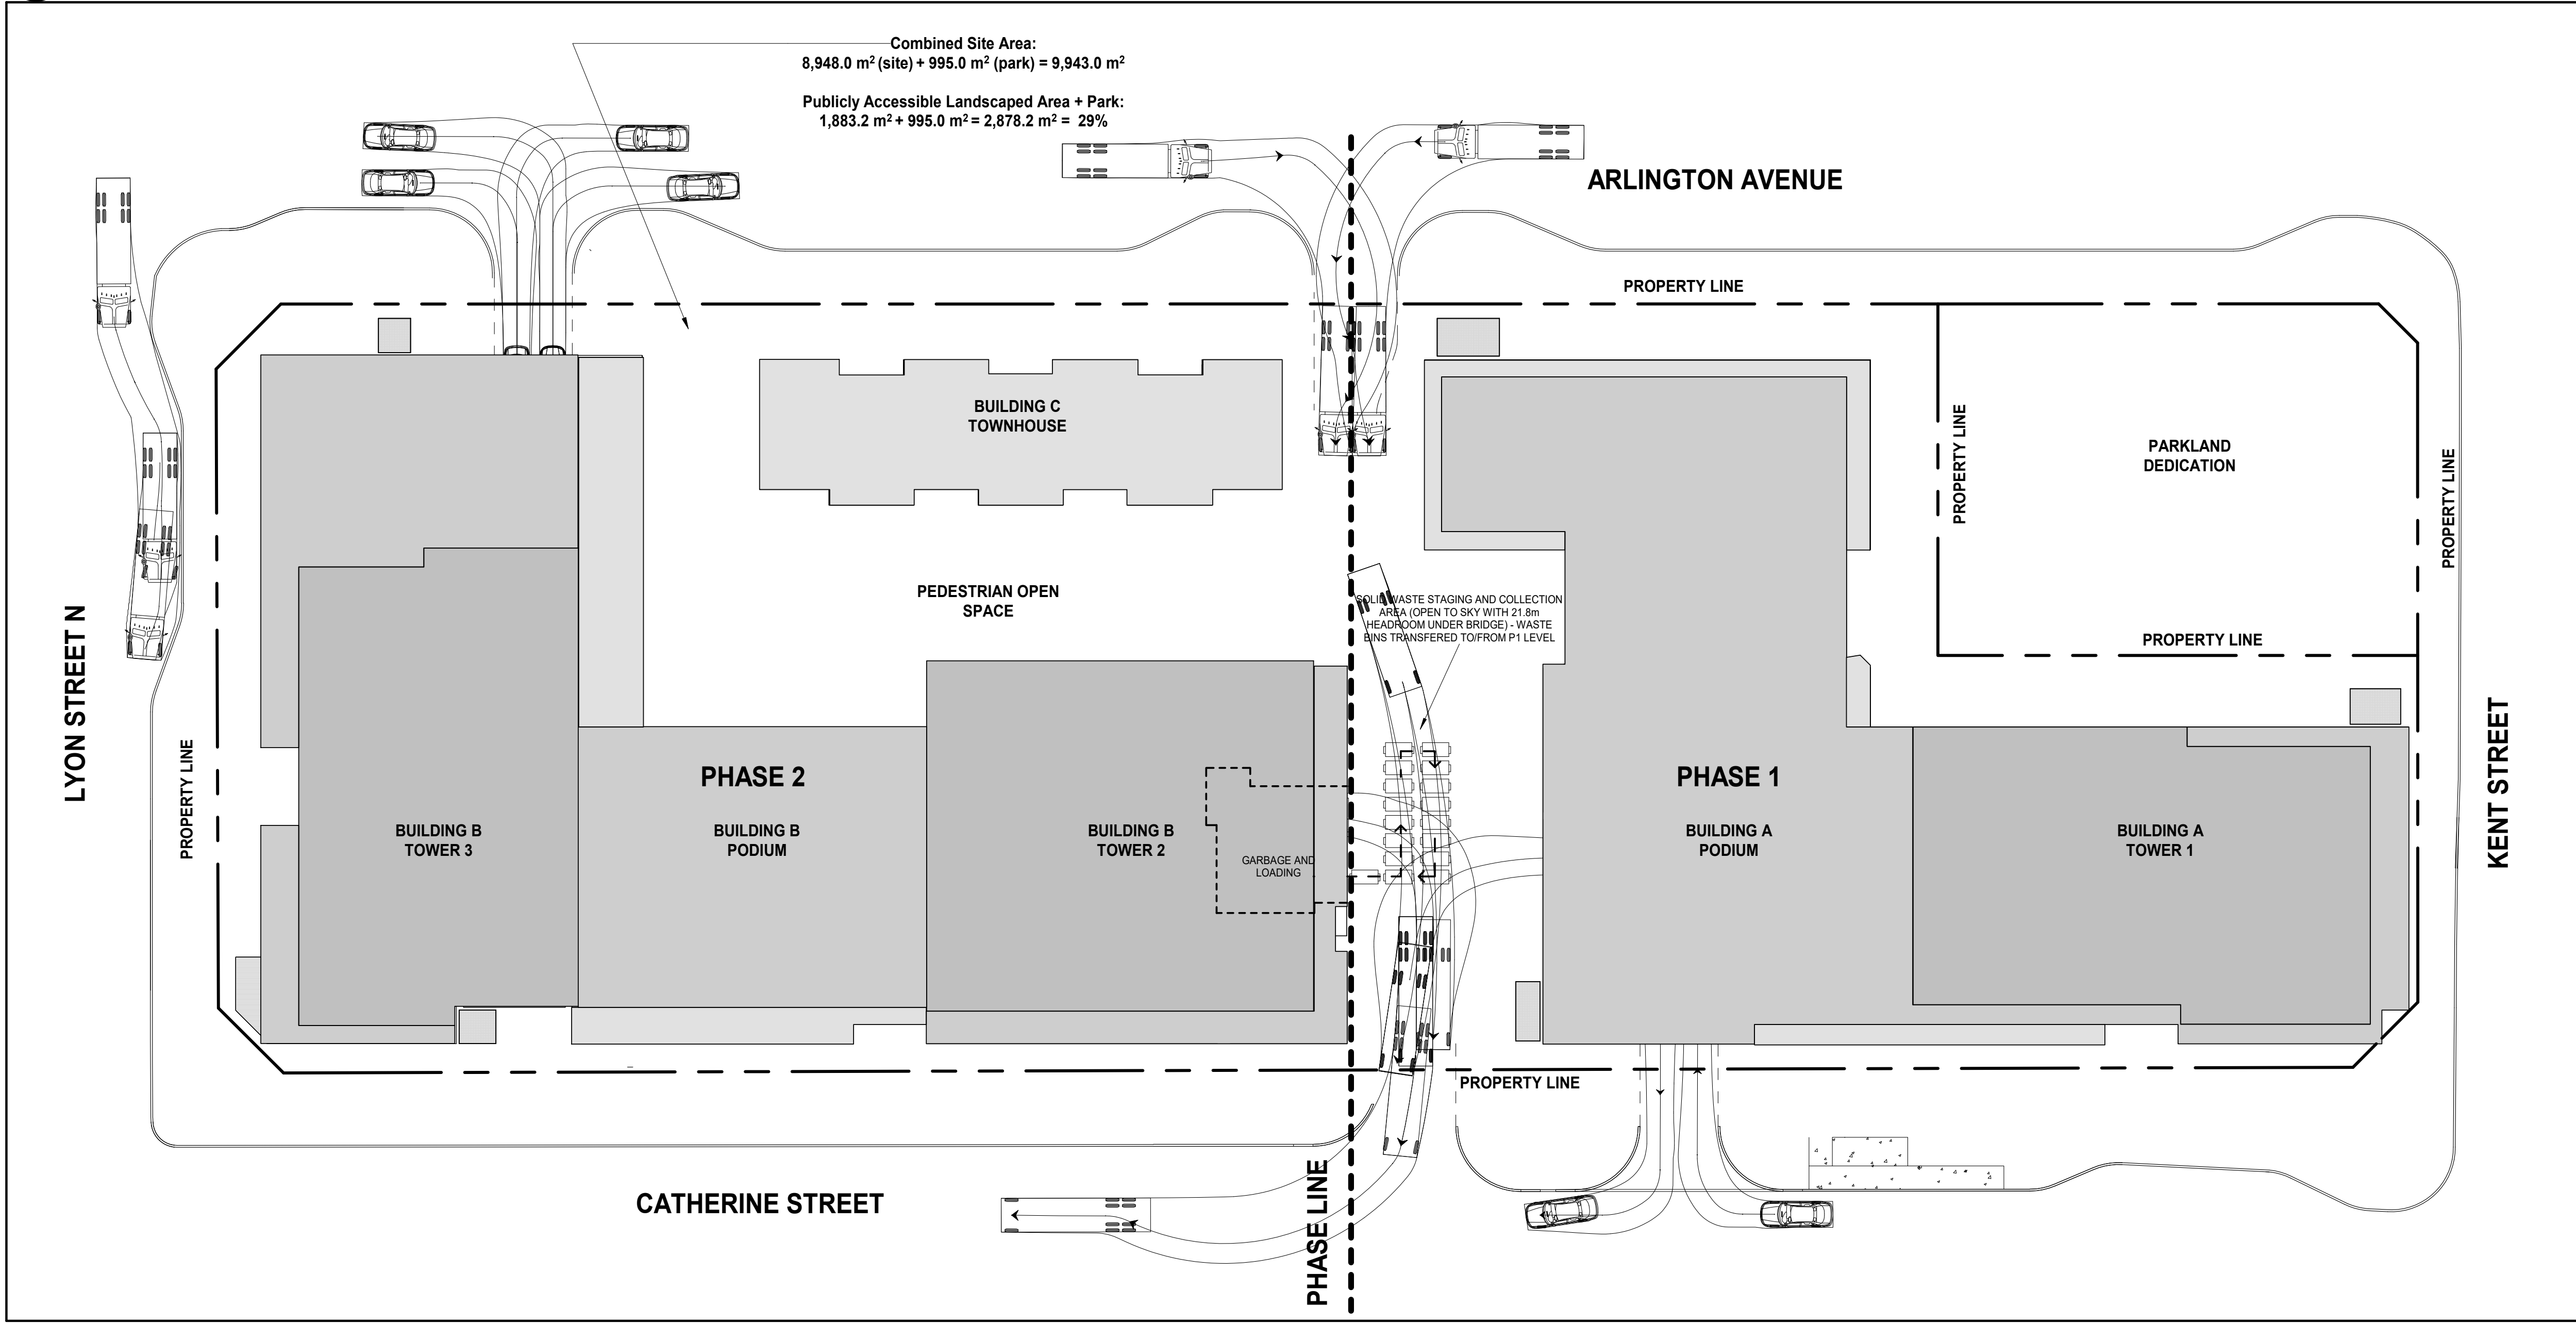 Combined Site Area:
8,948.0 m² (site) + 995.0 m² (park) = 9,943.0 m²
Publicly Accessible Landscaped Area + Park:
1,883.2 m² + 995.0 m² = 2,878.2 m² = 29%
ARLINGTON AVENUE
PROPERTY LINE
BUILDING C
TOWNHOUSE
PROPERTY LINE
PARKLAND
DEDICATION
PROPERTY LINE
PEDESTRIAN OPEN
SPACE
SOLID WASTE STAGING AND COLLECTION
AREA (OPEN TO SKY WITH 21.8m
HEADROOM UNDER BRIDGE) - WASTE
BINS TRANSFERED TO/FROM P1 LEVEL
PROPERTY LINE
LYON STREET N
PROPERTY LINE
PHASE 2
PHASE 1
KENT STREET
BUILDING B
TOWER 3
BUILDING B
PODIUM
BUILDING B
TOWER 2
GARBAGE AND
LOADING
BUILDING A
PODIUM
BUILDING A
TOWER 1
PROPERTY LINE
CATHERINE STREET
PHASE LINE